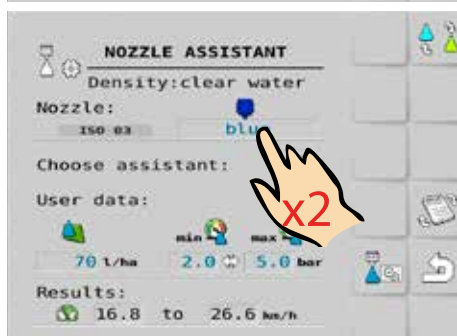 NOZZLE ASSISTANT
Density:clear water
Nozzle:
ISO 03 blue
Choose assistant:
User data:
min max
70 l/ha 2.0 5.0 bar
Results:
16.8 to 26.6 km/h
x2